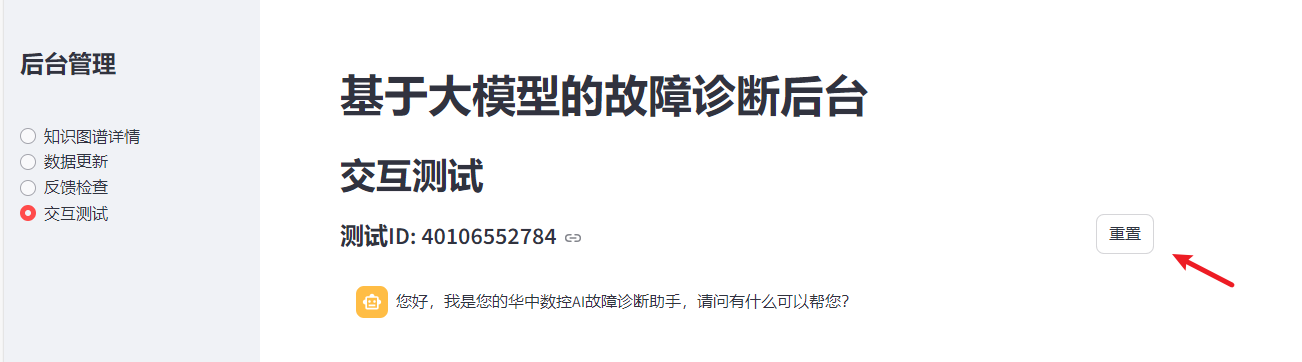 后台管理
知识图谱详情
数据更新
反馈检查
交互测试
基于大模型的故障诊断后台
交互测试
测试ID: 40106552784
重置
您好，我是您的华中数控AI故障诊断助手，请问有什么可以帮您？